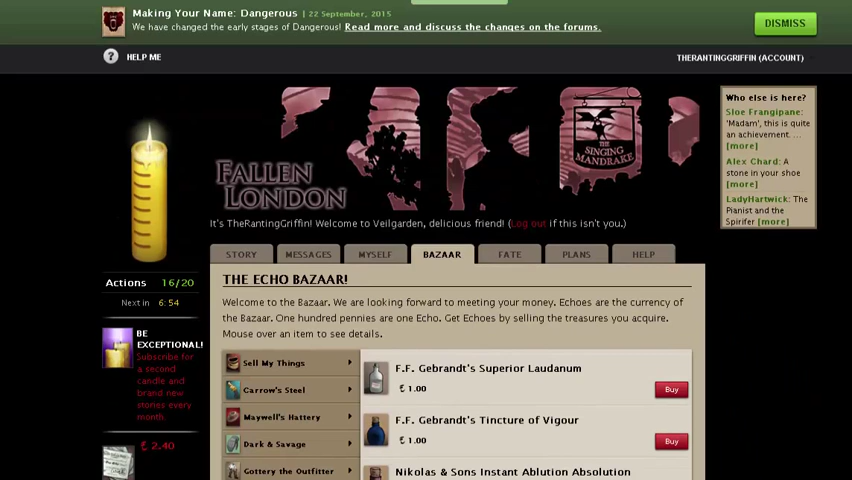 Making Your Name: Dangerous | 22 September, 2015
We have changed the early stages of Dangerous! Read more and discuss the changes on the forums.
DISMISS
? HELP ME
THERANTINGGRIFFIN (ACCOUNT)
THE SINGING MANDRAKE
FALLEN
LONDON
It's TheRantingGriffin! Welcome to Veilgarden, delicious friend! (Log out if this isn't you.)
Who else is here?
Sloe Frangipane:
'Madam', this is quite
an achievement. ...
[more]
Alex Chard: A
stone in your shoe
[more]
LadyHartwick: The
Pianist and the
Spirifer [more]
STORY
MESSAGES
MYSELF
BAZAAR
FATE
PLANS
HELP
Actions 16/20
Next in 6: 54
BE
EXCEPTIONAL!
Subscribe for
a second
candle and
brand new
stories every
month.
₤ 2.40
THE ECHO BAZAAR!
Welcome to the Bazaar. We are looking forward to meeting your money. Echoes are the currency of
the Bazaar. One hundred pennies are one Echo. Get Echoes by selling the treasures you acquire.
Mouse over an item to see details.
Sell My Things
Carrow's Steel
Maywell's Hattery
Dark & Savage
Gottery the Outfitter
F.F. Gebrandt's Superior Laudanum
₤ 1.00
Buy
F.F. Gebrandt's Tincture of Vigour
₤ 1.00
Buy
Nikolas & Sons Instant Ablution Absolution